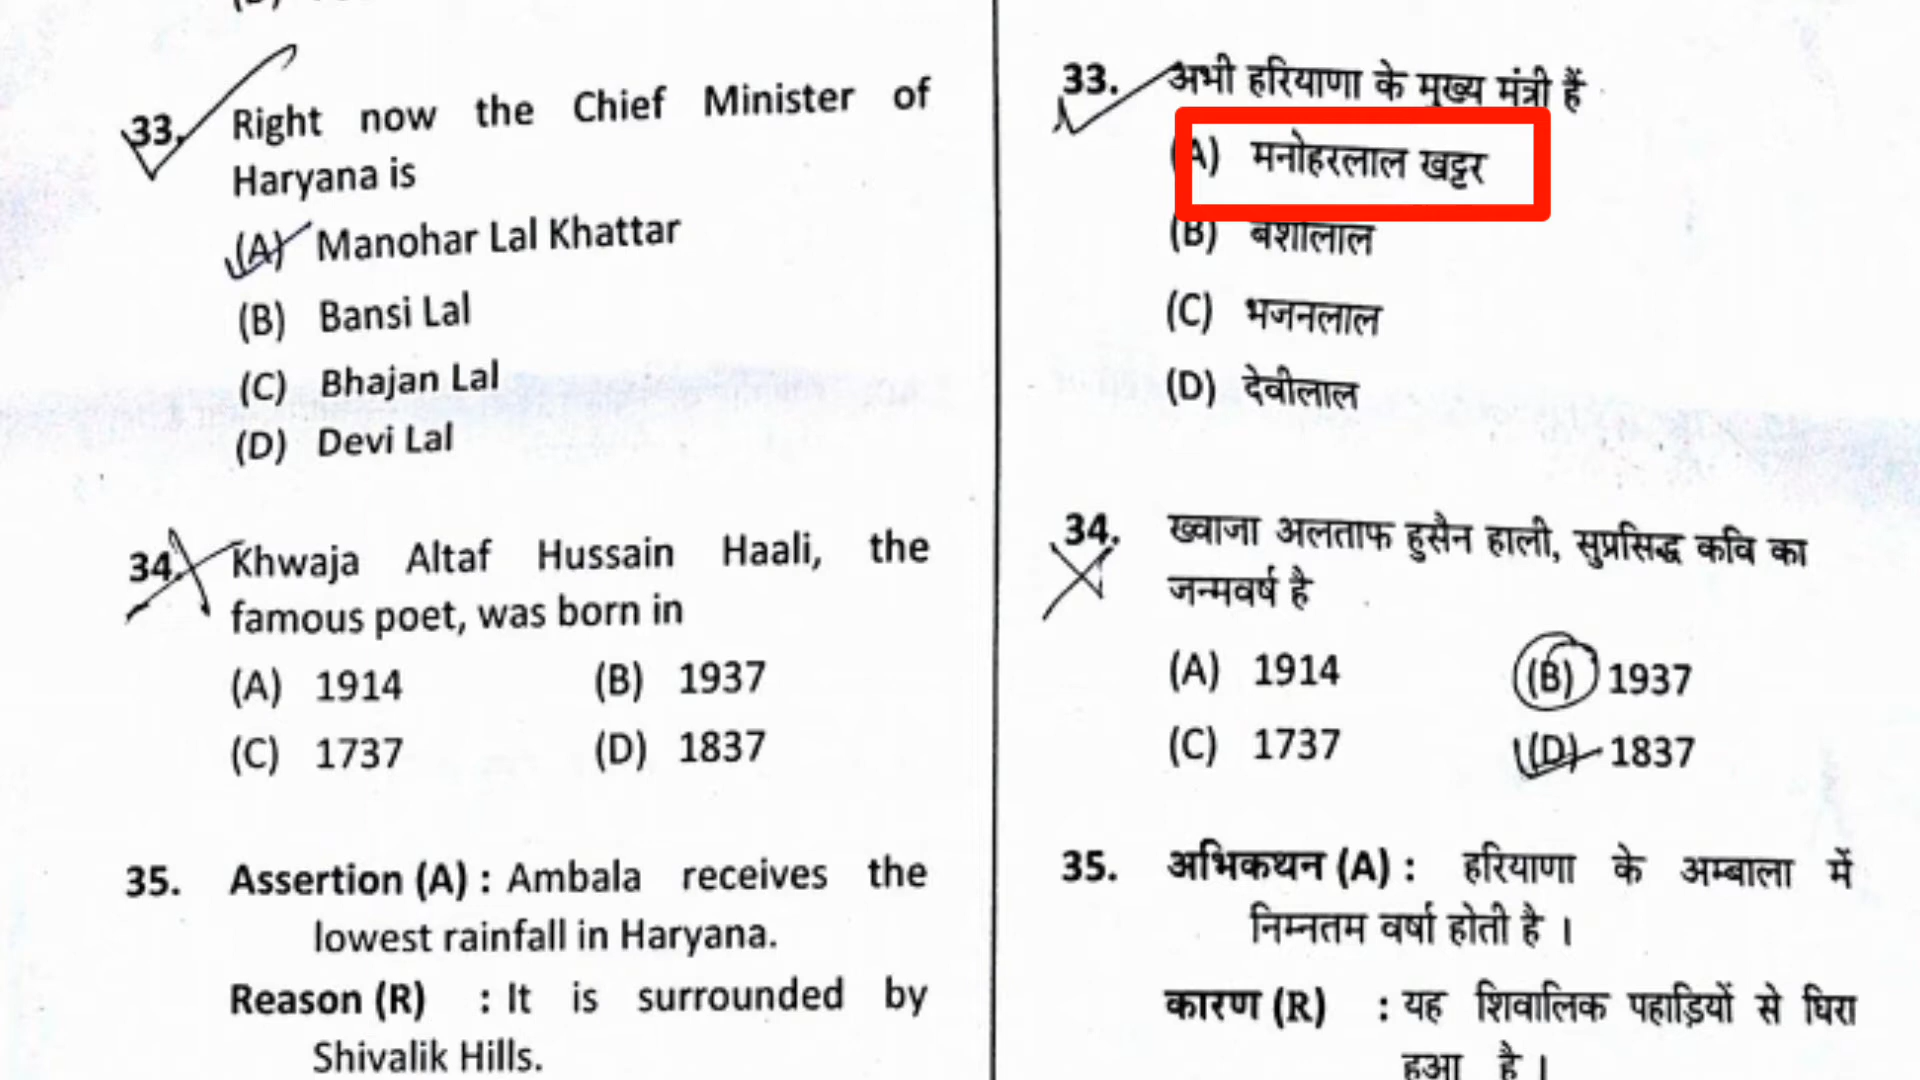 33. Right now the Chief Minister of
Haryana is
(A) Manohar Lal Khattar
(B) Bansi Lal
(C) Bhajan Lal
(D) Devi Lal
34. Khwaja Altaf Hussain Haali, the
famous poet, was born in
(A) 1914 (B) 1937
(C) 1737 (D) 1837
35. Assertion (A) : Ambala receives the
lowest rainfall in Haryana.
Reason (R) : It is surrounded by
Shivalik Hills.
33. अभी हरियाणा के मुख्य मंत्री हैं
(A) मनोहरलाल खट्टर
(B) बंशीलाल
(C) भजनलाल
(D) देवीलाल
34. ख्वाजा अलताफ हुसैन हाली, सुप्रसिद्ध कवि का
जन्मवर्ष है
(A) 1914 (B) 1937
(C) 1737 (D) 1837
35. अभिकथन (A) : हरियाणा के अम्बाला में
निम्नतम वर्षा होती है ।
कारण (R) : यह शिवालिक पहाड़ियों से घिरा
हुआ है ।